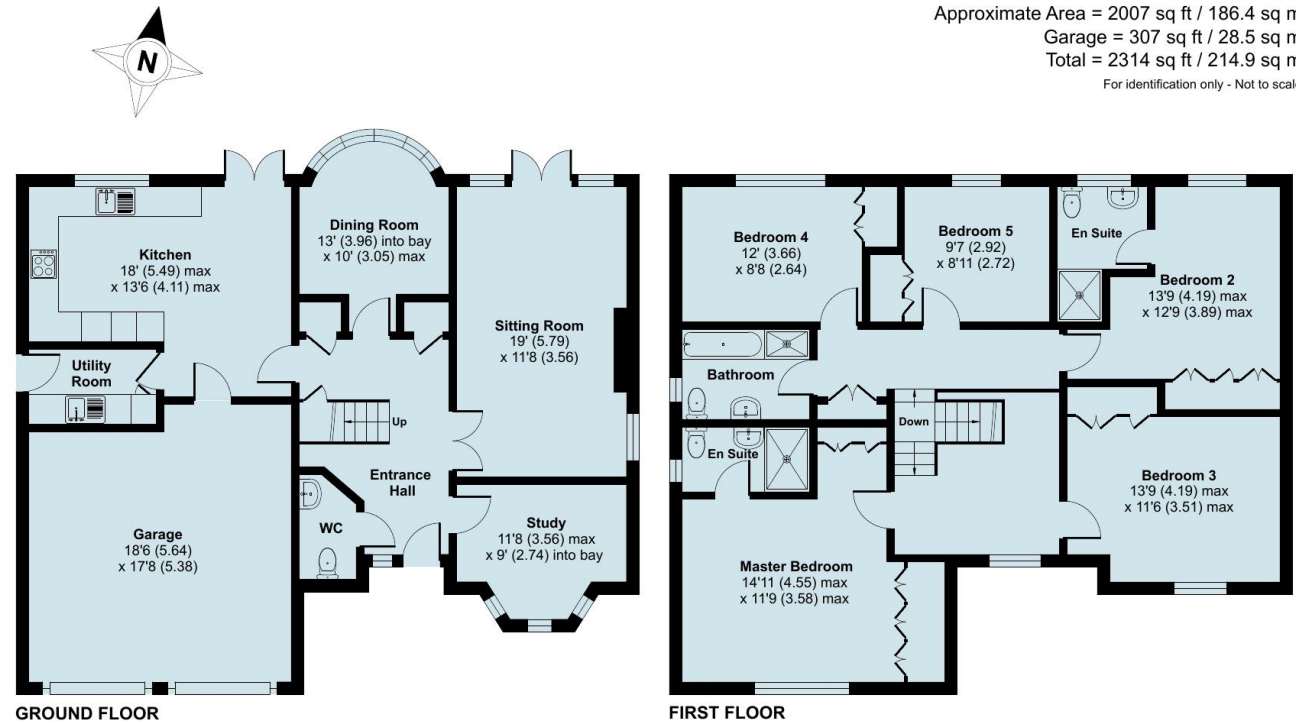 Approximate Area = 2007 sq ft / 186.4 sq m
Garage = 307 sq ft / 28.5 sq m
Total = 2314 sq ft / 214.9 sq m
For identification only - Not to scale
N
Kitchen
18' (5.49) max
x 13'6 (4.11) max
Dining Room
13' (3.96) into bay
x 10' (3.05) max
Sitting Room
19' (5.79)
x 11'8 (3.56)
Utility
Room
Up
Entrance
Hall
WC
Study
11'8 (3.56) max
x 9' (2.74) into bay
Garage
18'6 (5.64)
x 17'8 (5.38)
GROUND FLOOR
Bedroom 4
12' (3.66)
x 8'8 (2.64)
Bedroom 5
9'7 (2.92)
x 8'11 (2.72)
En Suite
Bedroom 2
13'9 (4.19) max
x 12'9 (3.89) max
Bathroom
Down
En Suite
Bedroom 3
13'9 (4.19) max
x 11'6 (3.51) max
Master Bedroom
14'11 (4.55) max
x 11'9 (3.58) max
FIRST FLOOR